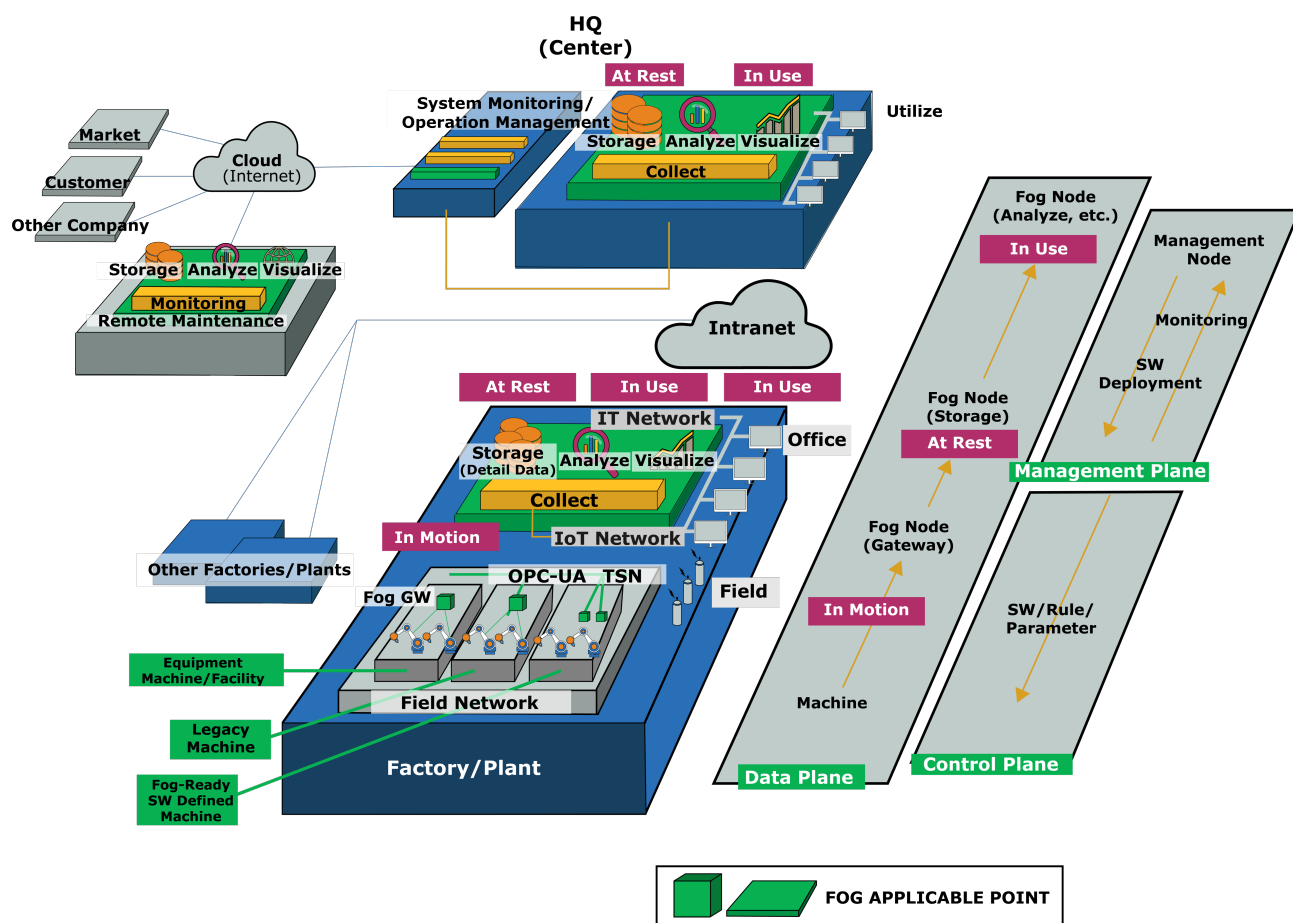 HQ
(Center)
At Rest
In Use
System Monitoring/
Operation Management
Storage
Analyze
Visualize
Collect
Utilize
Market
Customer
Other Company
Cloud
(Internet)
Storage
Analyze
Visualize
Monitoring
Remote Maintenance
Intranet
At Rest
In Use
In Use
IT Network
Office
Storage
(Detail Data)
Analyze
Visualize
Collect
In Motion
IoT Network
Other Factories/Plants
OPC-UA
TSN
Field
Fog GW
Equipment
Machine/Facility
Field Network
Legacy
Machine
Factory/Plant
Fog-Ready
SW Defined
Machine
Fog Node
(Analyze, etc.)
In Use
Fog Node
(Storage)
At Rest
Fog Node
(Gateway)
In Motion
Machine
Data Plane
Management
Node
Monitoring
SW
Deployment
Management Plane
SW/Rule/
Parameter
Control Plane
FOG APPLICABLE POINT